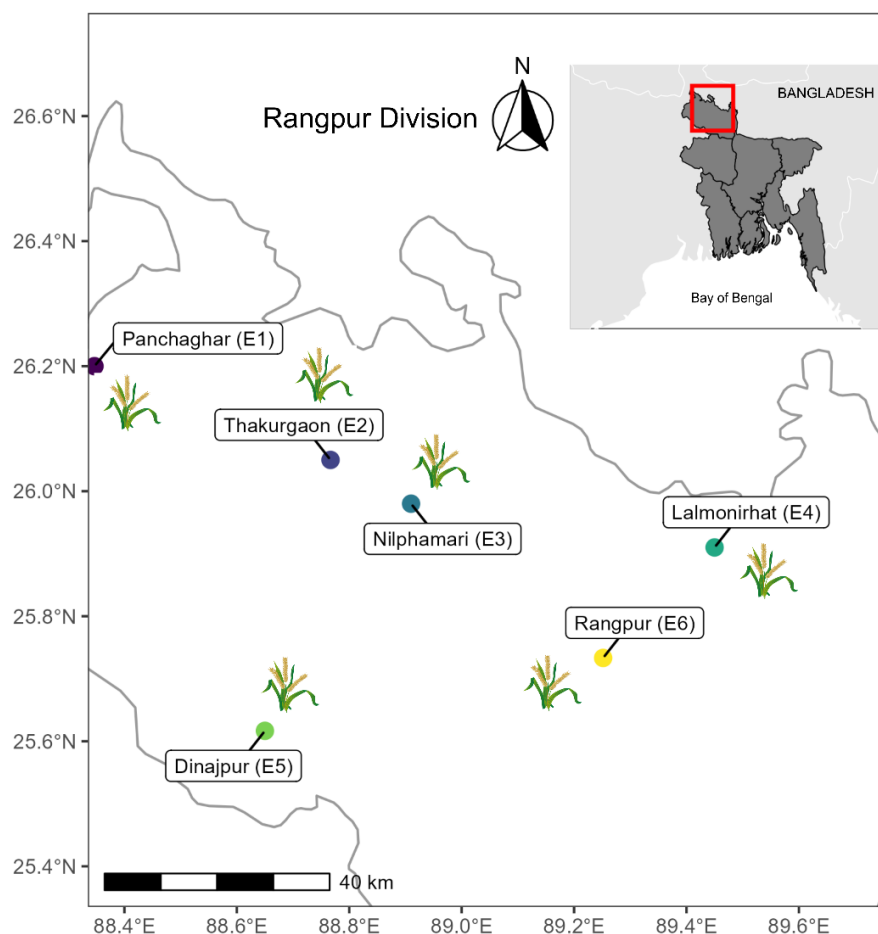 N
Rangpur Division
BANGLADESH
Bay of Bengal
26.6°N
26.4°N
26.2°N
26.0°N
25.8°N
25.6°N
25.4°N
Panchaghar (E1)
Thakurgaon (E2)
Nilphamari (E3)
Lalmonirhat (E4)
Rangpur (E6)
Dinajpur (E5)
40 km
88.4°E
88.6°E
88.8°E
89.0°E
89.2°E
89.4°E
89.6°E